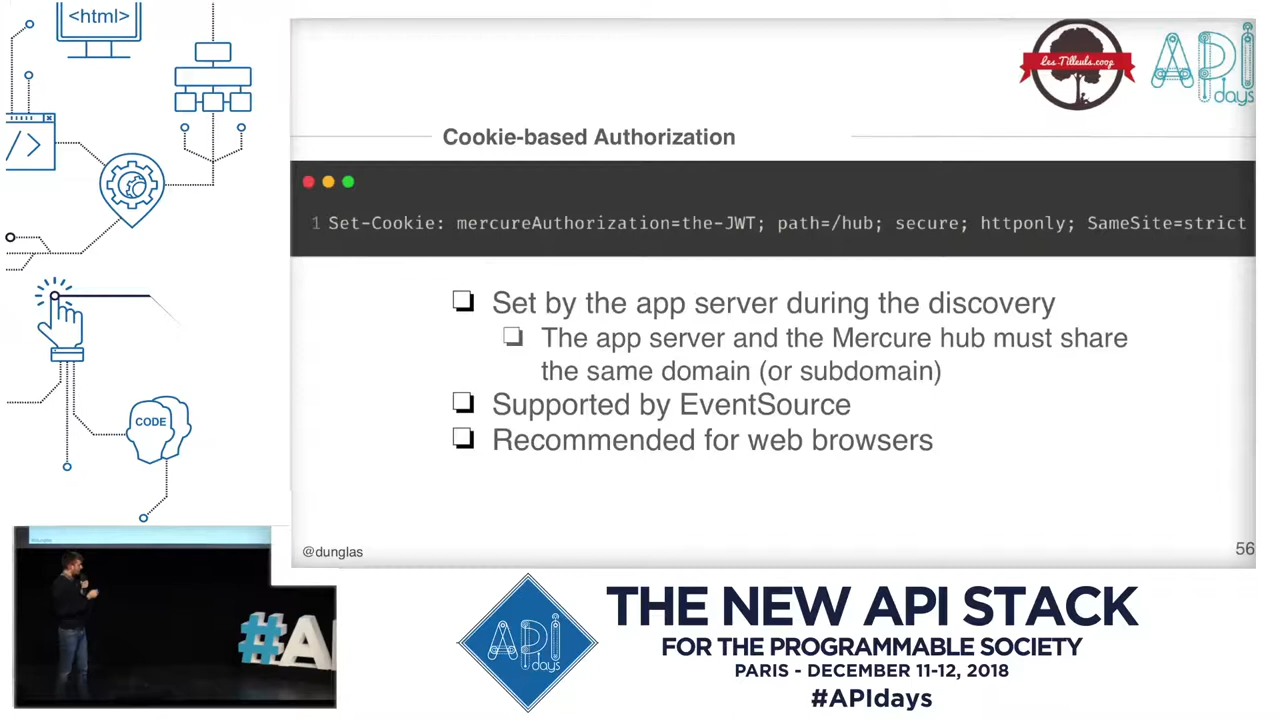 <html>
Les-Tilleuls.coop
API
days
Cookie-based Authorization
</>
1 Set-Cookie: mercureAuthorization=the-JWT; path=/hub; secure; httponly; SameSite=strict
❏ Set by the app server during the discovery
❏ The app server and the Mercure hub must share
the same domain (or subdomain)
❏ Supported by EventSource
❏ Recommended for web browsers
CODE
@dunglas
56
#A
API
days
THE NEW API STACK
FOR THE PROGRAMMABLE SOCIETY
PARIS - DECEMBER 11-12, 2018
#APIdays